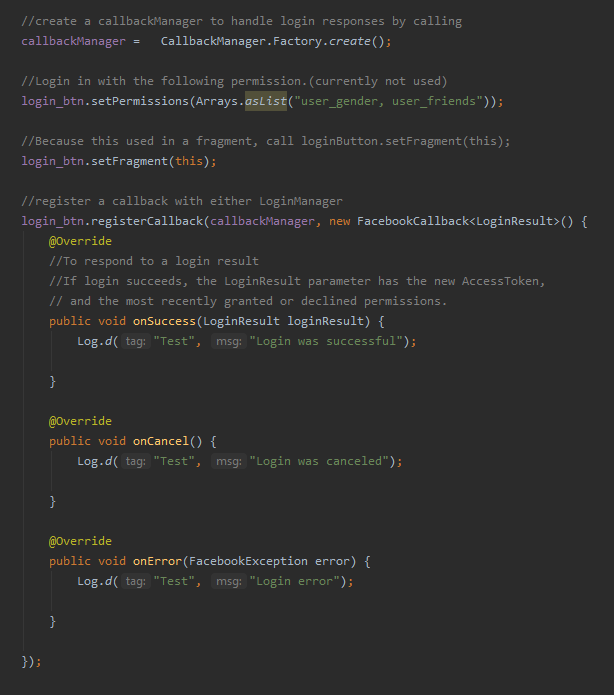 //create a callbackManager to handle login responses by calling
callbackManager =   CallbackManager.Factory.create();
//Login in with the following permission.(currently not used)
login_btn.setPermissions(Arrays.asList("user_gender, user_friends"));
//Because this used in a fragment, call loginButton.setFragment(this);
login_btn.setFragment(this);
//register a callback with either LoginManager
login_btn.registerCallback(callbackManager, new FacebookCallback<LoginResult>() {
@Override
//To respond to a login result
//If login succeeds, the LoginResult parameter has the new AccessToken,
// and the most recently granted or declined permissions.
public void onSuccess(LoginResult loginResult) {
Log.d( tag: "Test",  msg: "Login was successful");
}
@Override
public void onCancel() {
Log.d( tag: "Test",  msg: "Login was canceled");
}
@Override
public void onError(FacebookException error) {
Log.d( tag: "Test",  msg: "Login error");
}
});